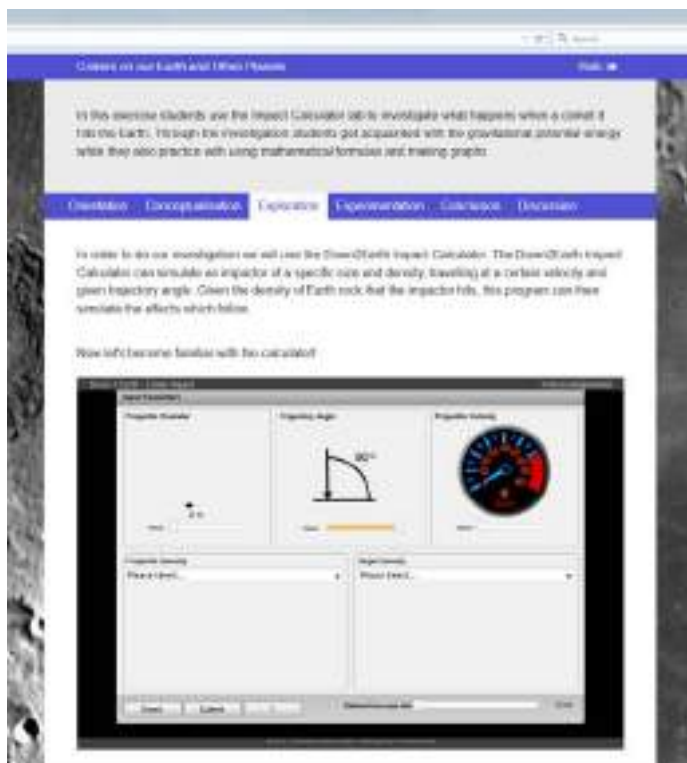 Craters on our Earth and Other Planets
In this exercise students use the Impact Calculator lab to investigate what happens when a comet it
hits the Earth. Through the investigation students get acquainted with the gravitational potential energy
while they also practice with using mathematical formulas and making graphs.
Orientation Conceptualisation Exploration Experimentation Conclusion Discussion
In order to do our investigation we will use the Down2Earth Impact Calculator. The Down2Earth Impact
Calculator can simulate an impactor of a specific size and density, travelling at a certain velocity and
given trajectory angle. Given the density of Earth rock that the impactor hits, this program can then
simulate the effects which follow.
Now let's become familiar with the calculator!
Input Parameters
Projectile Diameter Trajectory Angle Projectile Velocity
90°
0 m
Projectile Density Target Density
Please Select... Please Select...
Submit